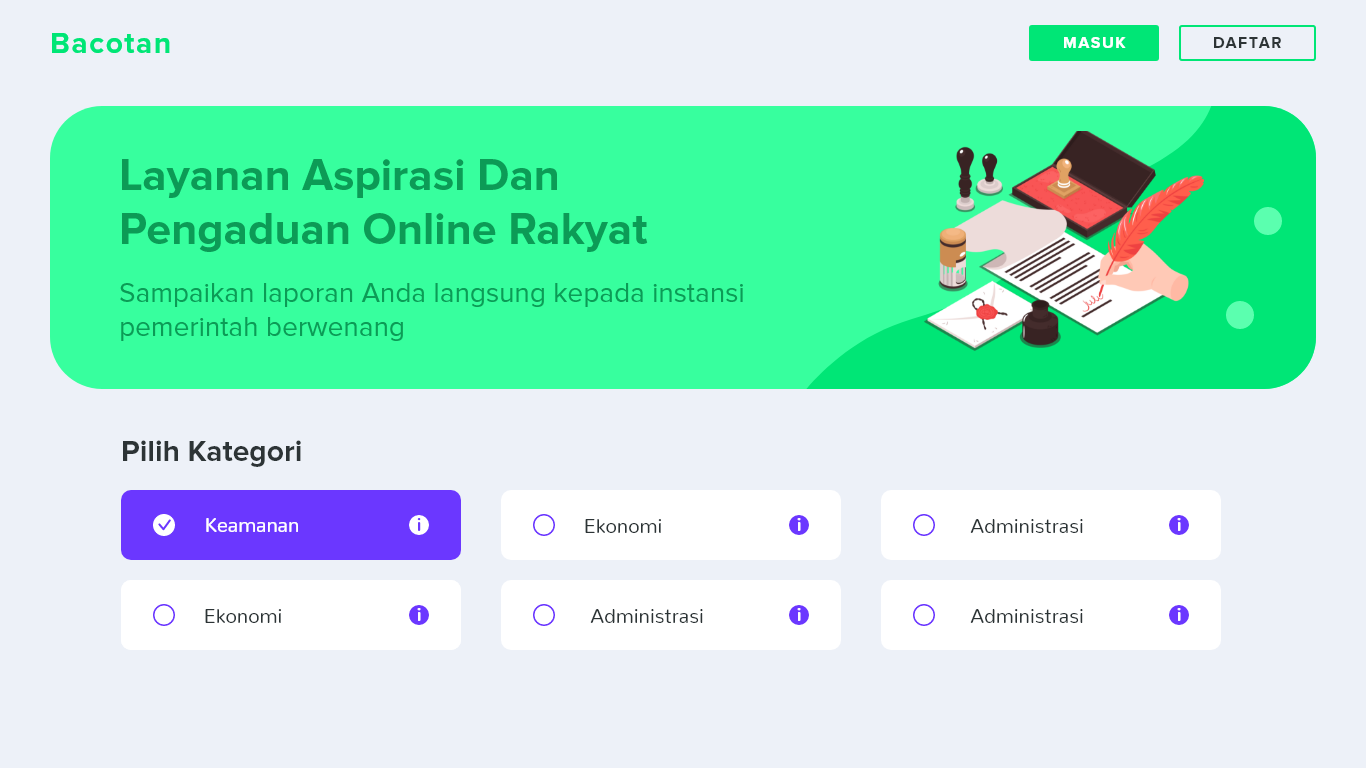 Bacotan
MASUK
DAFTAR
Layanan Aspirasi Dan
Pengaduan Online Rakyat
Sampaikan laporan Anda langsung kepada instansi
pemerintah berwenang
Pilih Kategori
Keamanan
Ekonomi
Administrasi
Ekonomi
Administrasi
Administrasi